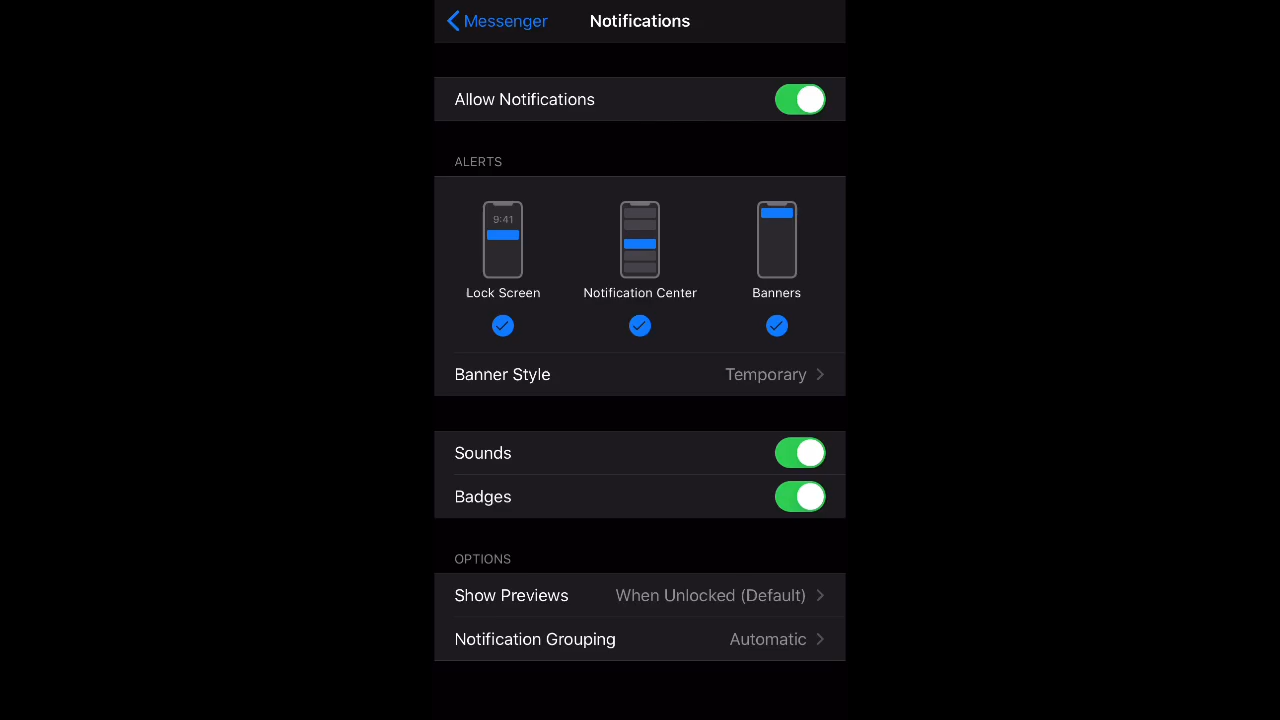 Messenger Notifications
Allow Notifications
ALERTS
9:41
Lock Screen Notification Center Banners
Banner Style Temporary
Sounds
Badges
OPTIONS
Show Previews When Unlocked (Default)
Notification Grouping Automatic